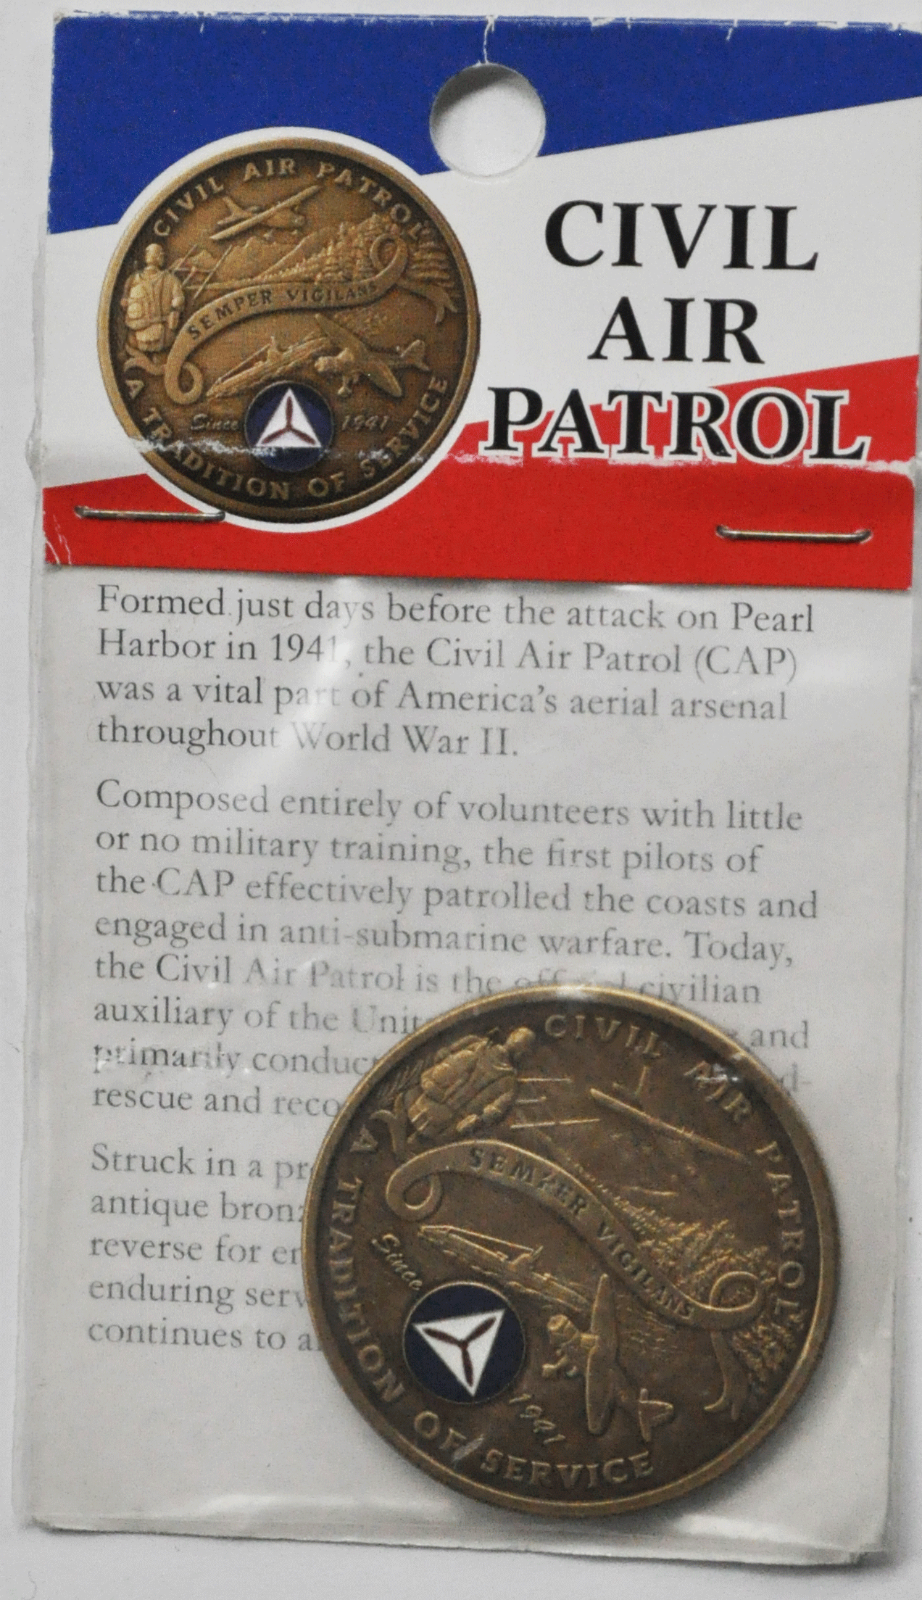 CIVIL AIR PATROL
SEMPER VIGILANS
Since 1941
A TRADITION OF SERVICE
CIVIL
AIR
PATROL
Formed just days before the attack on Pearl
Harbor in 1941, the Civil Air Patrol (CAP)
was a vital part of America's aerial arsenal
throughout World War II.
Composed entirely of volunteers with little
or no military training, the first pilots of
the CAP effectively patrolled the coasts and
engaged in anti-submarine warfare. Today,
the Civil Air Patrol is the official civilian
auxiliary of the and
primarily
rescue and
Struck in a
antique
reverse for
enduring
continues to
CIVIL AIR PATROL
SEMPER VIGILANS
Since 1941
A TRADITION OF SERVICE